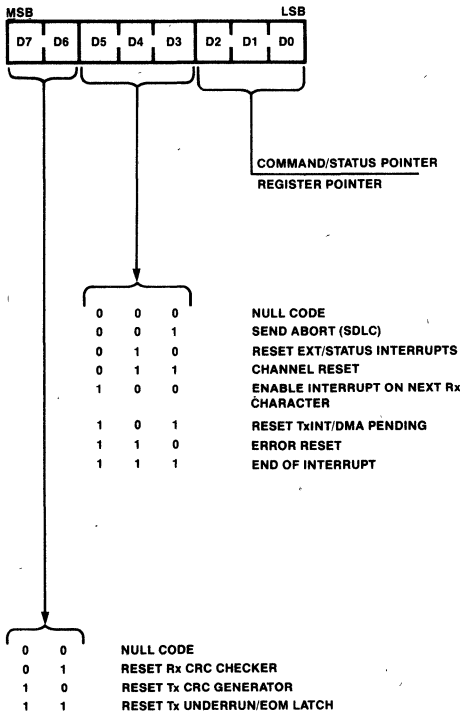 MSB LSB
D7 D6 D5 D4 D3 D2 D1 D0
COMMAND/STATUS POINTER
REGISTER POINTER
0 0 0 NULL CODE
0 0 1 SEND ABORT (SDLC)
0 1 0 RESET EXT/STATUS INTERRUPTS
0 1 1 CHANNEL RESET
1 0 0 ENABLE INTERRUPT ON NEXT Rx
CHARACTER
1 0 1 RESET TxINT/DMA PENDING
1 1 0 ERROR RESET
1 1 1 END OF INTERRUPT
0 0 NULL CODE
0 1 RESET Rx CRC CHECKER
1 0 RESET Tx CRC GENERATOR
1 1 RESET Tx UNDERRUN/EOM LATCH